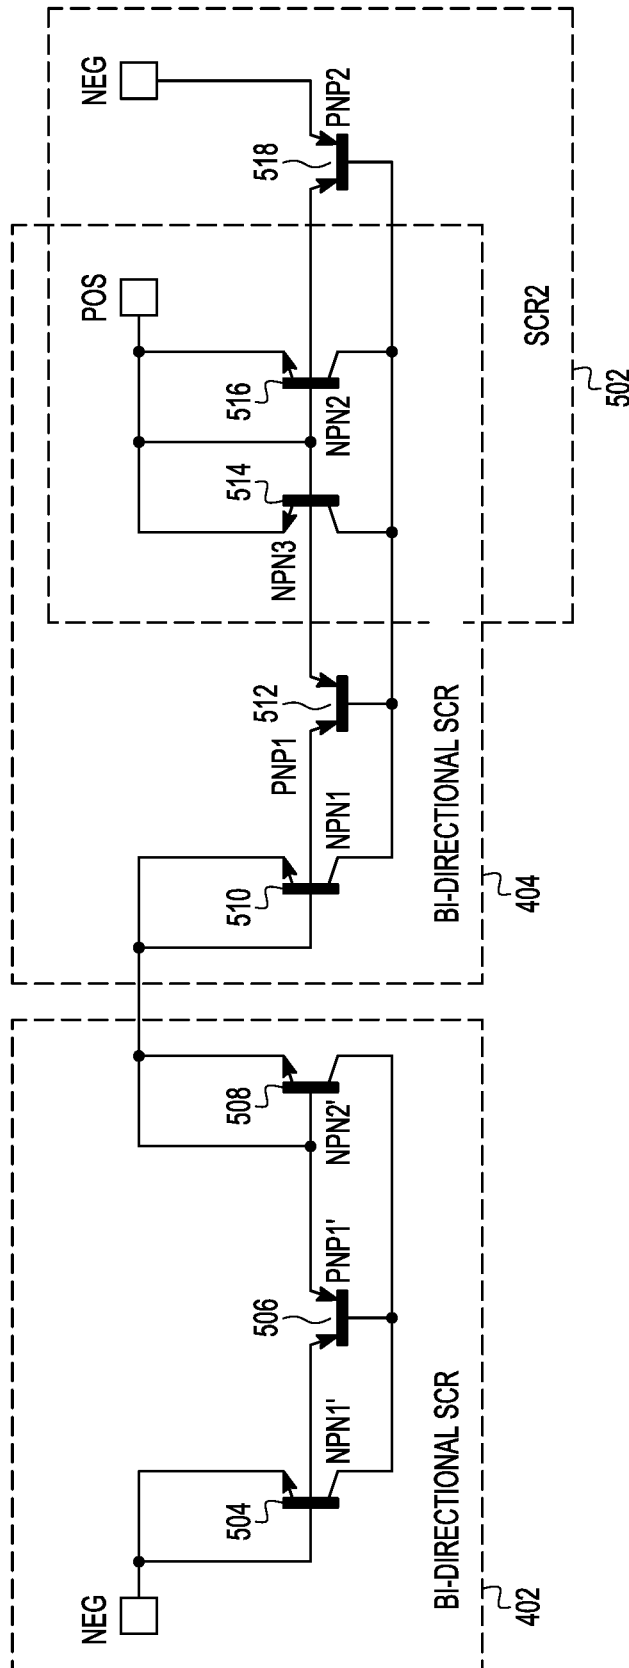 NEG
504
NPN1'
506
PNP1'
508
NPN2'
BI-DIRECTIONAL SCR
402
510
NPN1
PNP1
512
BI-DIRECTIONAL SCR
404
NPN3
514
516
NPN2
POS
518
PNP2
NEG
SCR2
502